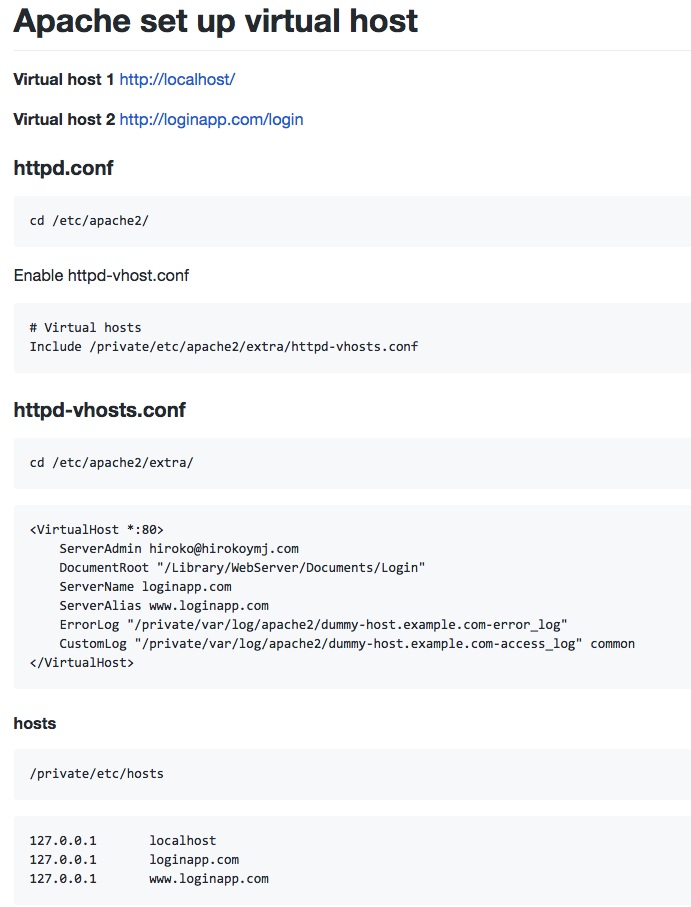 Apache set up virtual host
Virtual host 1 http://localhost/
Virtual host 2 http://loginapp.com/login
httpd.conf
cd /etc/apache2/
Enable httpd-vhost.conf
# Virtual hosts
Include /private/etc/apache2/extra/httpd-vhosts.conf
httpd-vhosts.conf
cd /etc/apache2/extra/
<VirtualHost *:80>
    ServerAdmin hiroko@hirokoymj.com
    DocumentRoot "/Library/WebServer/Documents/Login"
    ServerName loginapp.com
    ServerAlias www.loginapp.com
    ErrorLog "/private/var/log/apache2/dummy-host.example.com-error_log"
    CustomLog "/private/var/log/apache2/dummy-host.example.com-access_log" common
</VirtualHost>
hosts
/private/etc/hosts
127.0.0.1       localhost
127.0.0.1       loginapp.com
127.0.0.1       www.loginapp.com